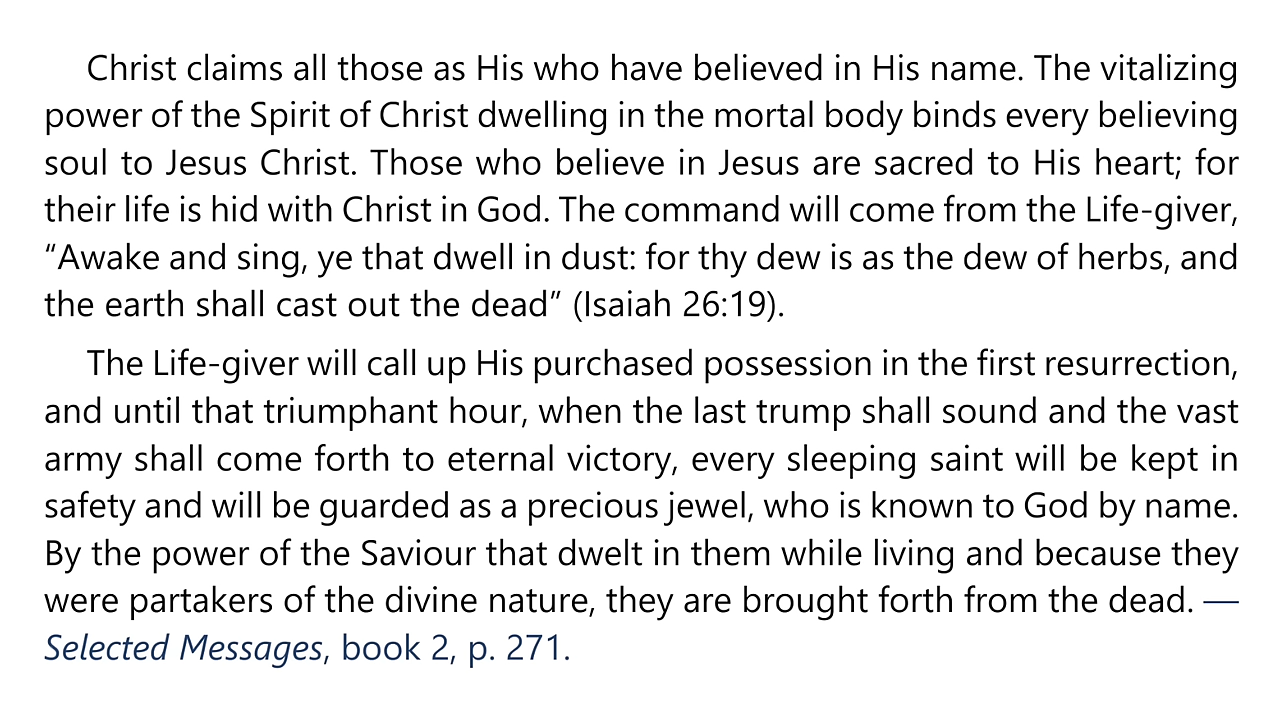 Christ claims all those as His who have believed in His name. The vitalizing
power of the Spirit of Christ dwelling in the mortal body binds every believing
soul to Jesus Christ. Those who believe in Jesus are sacred to His heart; for
their life is hid with Christ in God. The command will come from the Life-giver,
“Awake and sing, ye that dwell in dust: for thy dew is as the dew of herbs, and
the earth shall cast out the dead” (Isaiah 26:19).
The Life-giver will call up His purchased possession in the first resurrection,
and until that triumphant hour, when the last trump shall sound and the vast
army shall come forth to eternal victory, every sleeping saint will be kept in
safety and will be guarded as a precious jewel, who is known to God by name.
By the power of the Saviour that dwelt in them while living and because they
were partakers of the divine nature, they are brought forth from the dead. —
Selected Messages, book 2, p. 271.